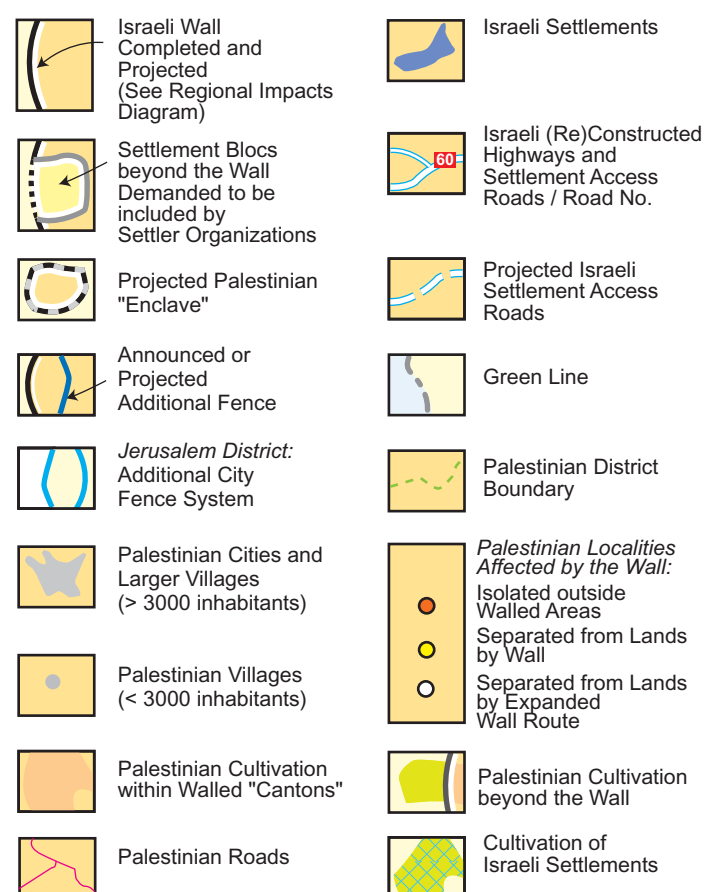 Israeli Wall
Completed and
Projected
(See Regional Impacts
Diagram)
Settlement Blocs
beyond the Wall
Demanded to be
included by
Settler Organizations
Projected Palestinian
"Enclave"
Announced or
Projected
Additional Fence
Jerusalem District:
Additional City
Fence System
Palestinian Cities and
Larger Villages
(> 3000 inhabitants)
Palestinian Villages
(< 3000 inhabitants)
Palestinian Cultivation
within Walled "Cantons"
Palestinian Roads
Israeli Settlements
60
Israeli (Re)Constructed
Highways and
Settlement Access
Roads / Road No.
Projected Israeli
Settlement Access
Roads
Green Line
Palestinian District
Boundary
Palestinian Localities
Affected by the Wall:
Isolated outside
Walled Areas
Separated from Lands
by Wall
Separated from Lands
by Expanded
Wall Route
Palestinian Cultivation
beyond the Wall
Cultivation of
Israeli Settlements